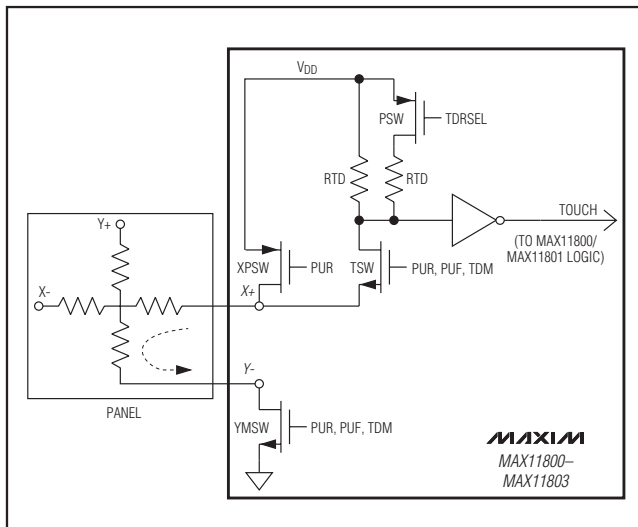 VDD
PSW
TDRSEL
RTD
RTD
TOUCH
(TO MAX11800/
MAX11801 LOGIC)
Y+
XPSW
PUR
TSW
PUR, PUF, TDM
X-
X+
Y-
PANEL
YMSW
PUR, PUF, TDM
MAXIM
MAX11800–
MAX11803